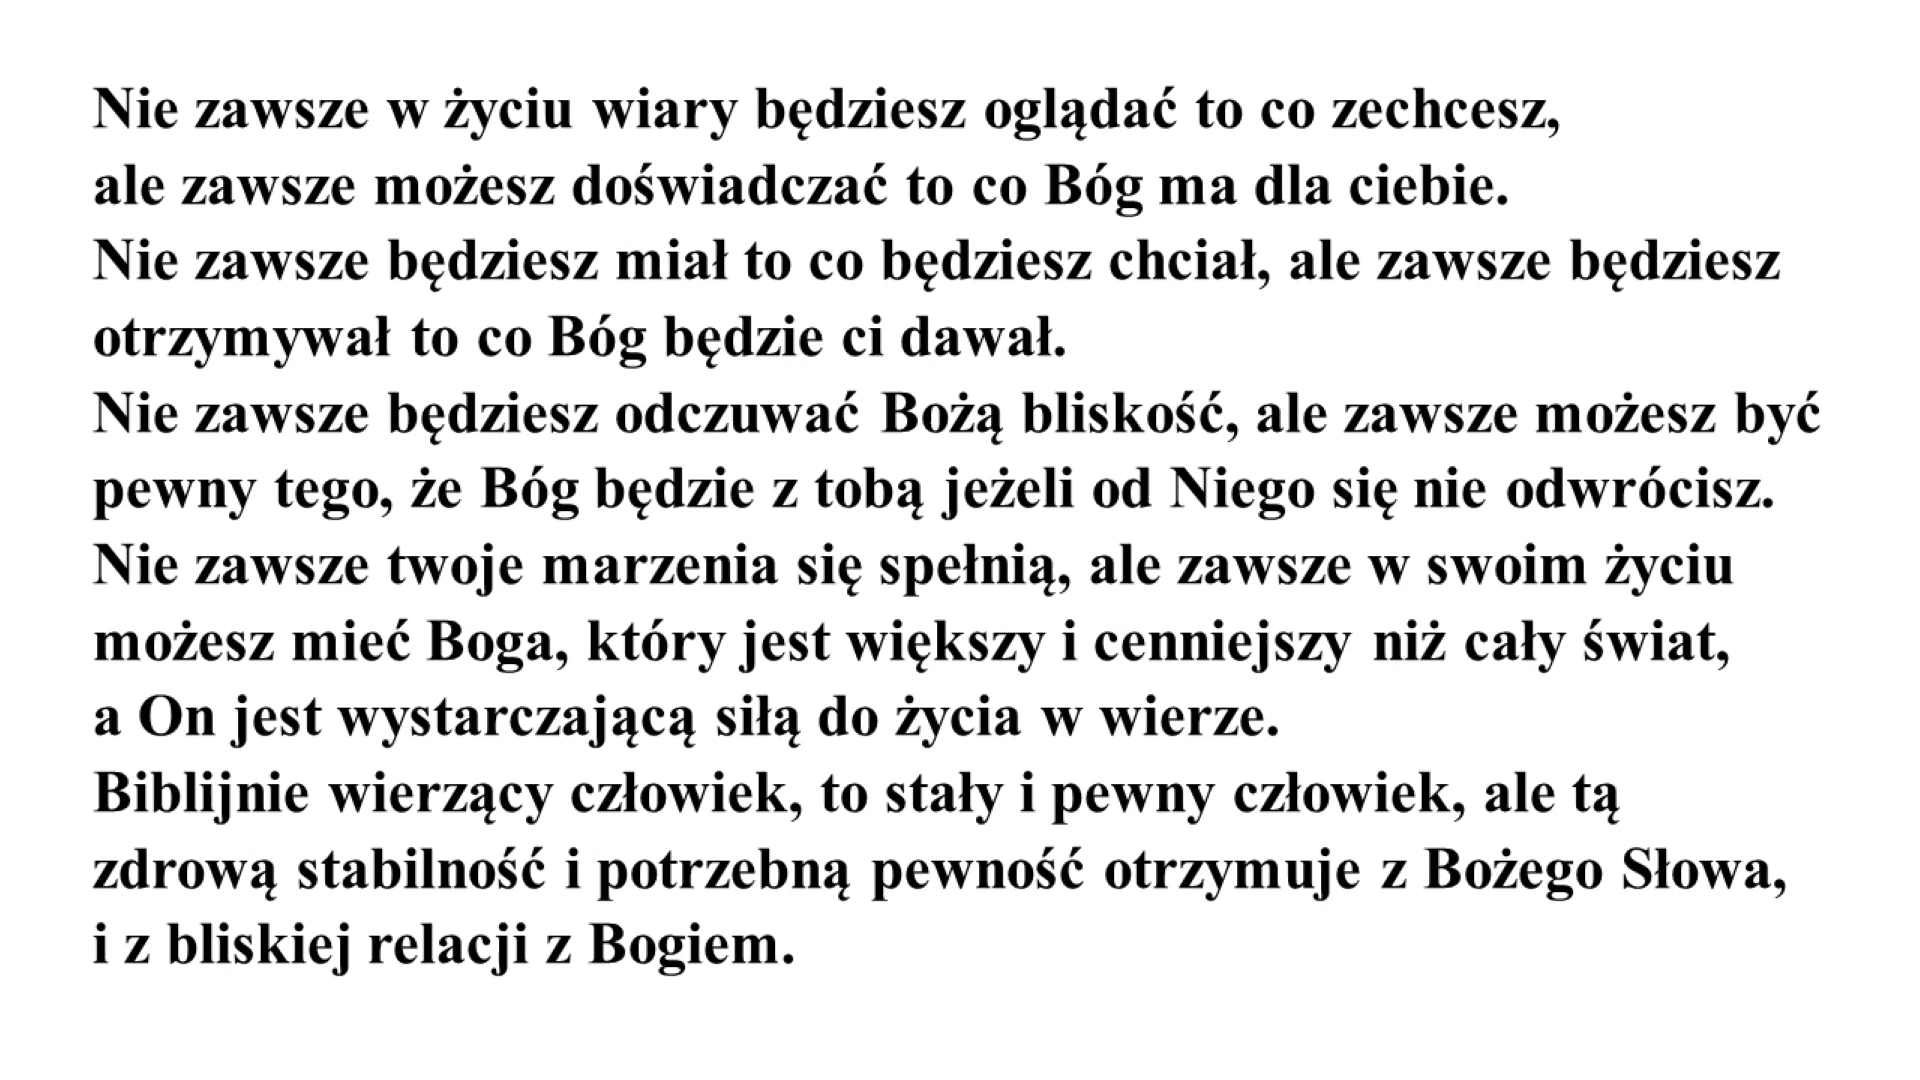 Nie zawsze w życiu wiary będziesz oglądać to co zechcesz,
ale zawsze możesz doświadczać to co Bóg ma dla ciebie.
Nie zawsze będziesz miał to co będziesz chciał, ale zawsze będziesz
otrzymywał to co Bóg będzie ci dawał.
Nie zawsze będziesz odczuwać Bożą bliskość, ale zawsze możesz być
pewny tego, że Bóg będzie z tobą jeżeli od Niego się nie odwrócisz.
Nie zawsze twoje marzenia się spełnią, ale zawsze w swoim życiu
możesz mieć Boga, który jest większy i cenniejszy niż cały świat,
a On jest wystarczającą siłą do życia w wierze.
Biblijnie wierzący człowiek, to stały i pewny człowiek, ale tą
zdrową stabilność i potrzebną pewność otrzymuje z Bożego Słowa,
i z bliskiej relacji z Bogiem.